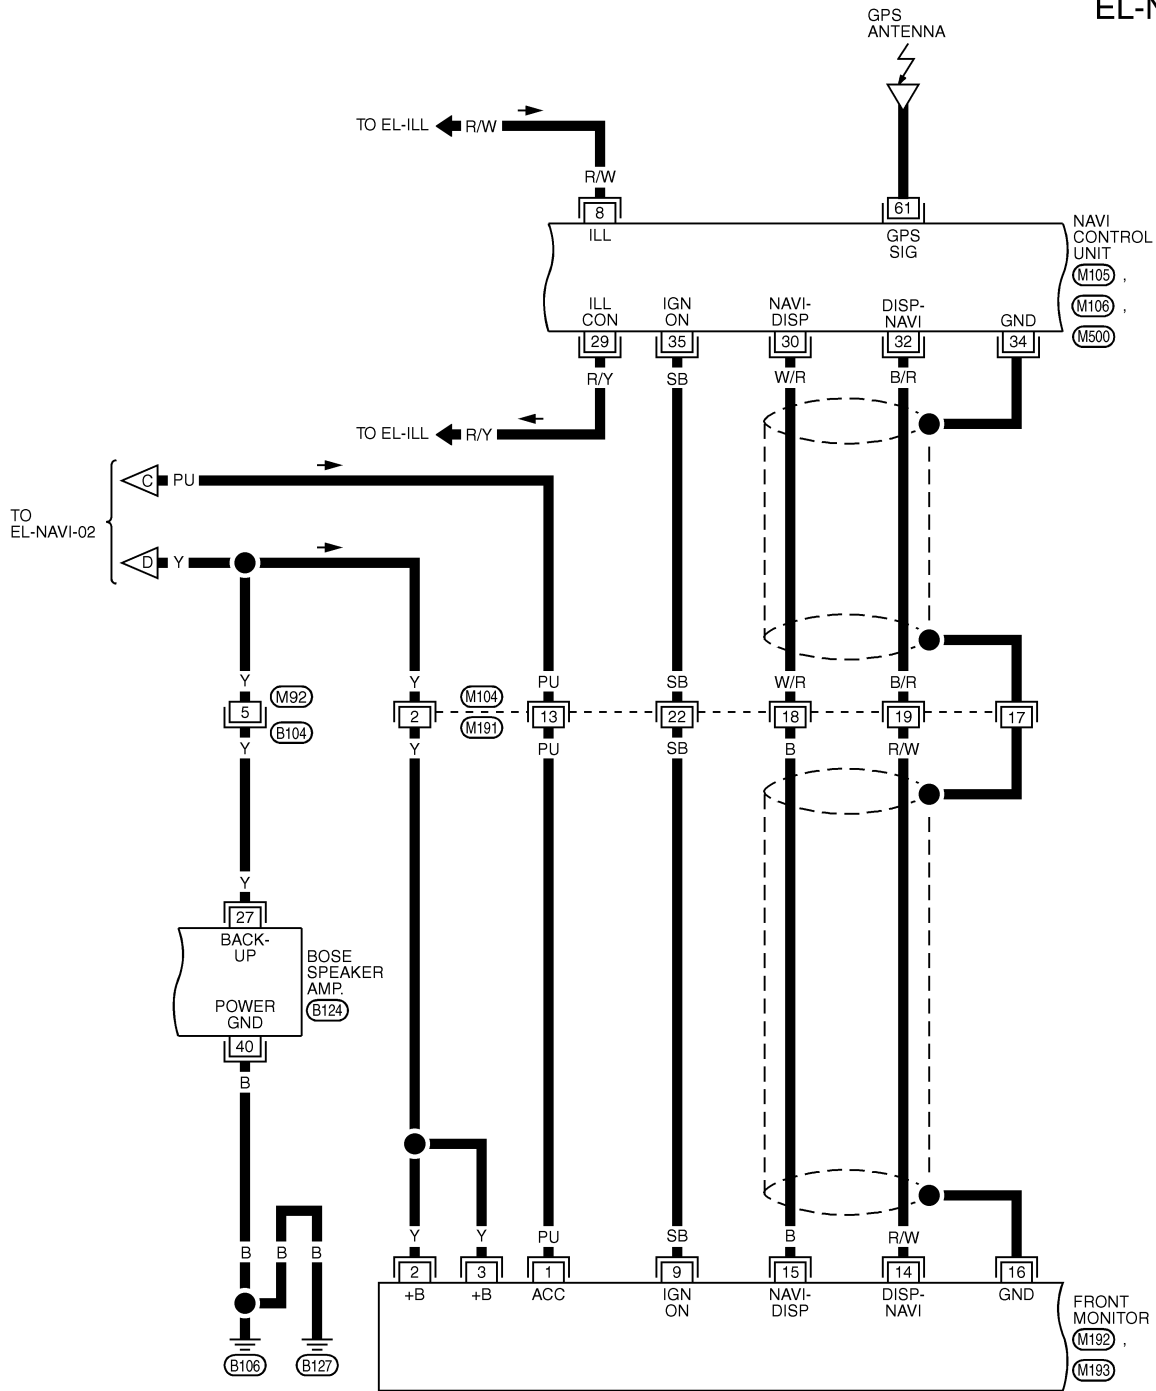 EL-N
GPS
ANTENNA
TO EL-ILL
R/W
R/W
8
61
ILL
GPS
SIG
NAVI
CONTROL
UNIT
M105 ,
M106 ,
M500
ILL
CON
IGN
ON
NAVI-
DISP
DISP-
NAVI
GND
29
35
30
32
34
R/Y
SB
W/R
B/R
TO EL-ILL
R/Y
C
PU
TO
EL-NAVI-02
D
Y
Y
Y
PU
SB
W/R
B/R
M92
M104
5
2
13
22
18
19
17
B104
M191
Y
Y
PU
SB
B
R/W
Y
27
BACK-
UP
BOSE
SPEAKER
AMP.
B124
POWER
GND
40
B
B
B
B
Y
Y
PU
SB
B
R/W
2
3
1
9
15
14
16
+B
+B
ACC
IGN
ON
NAVI-
DISP
DISP-
NAVI
GND
FRONT
MONITOR
M192 ,
M193
B106
B127